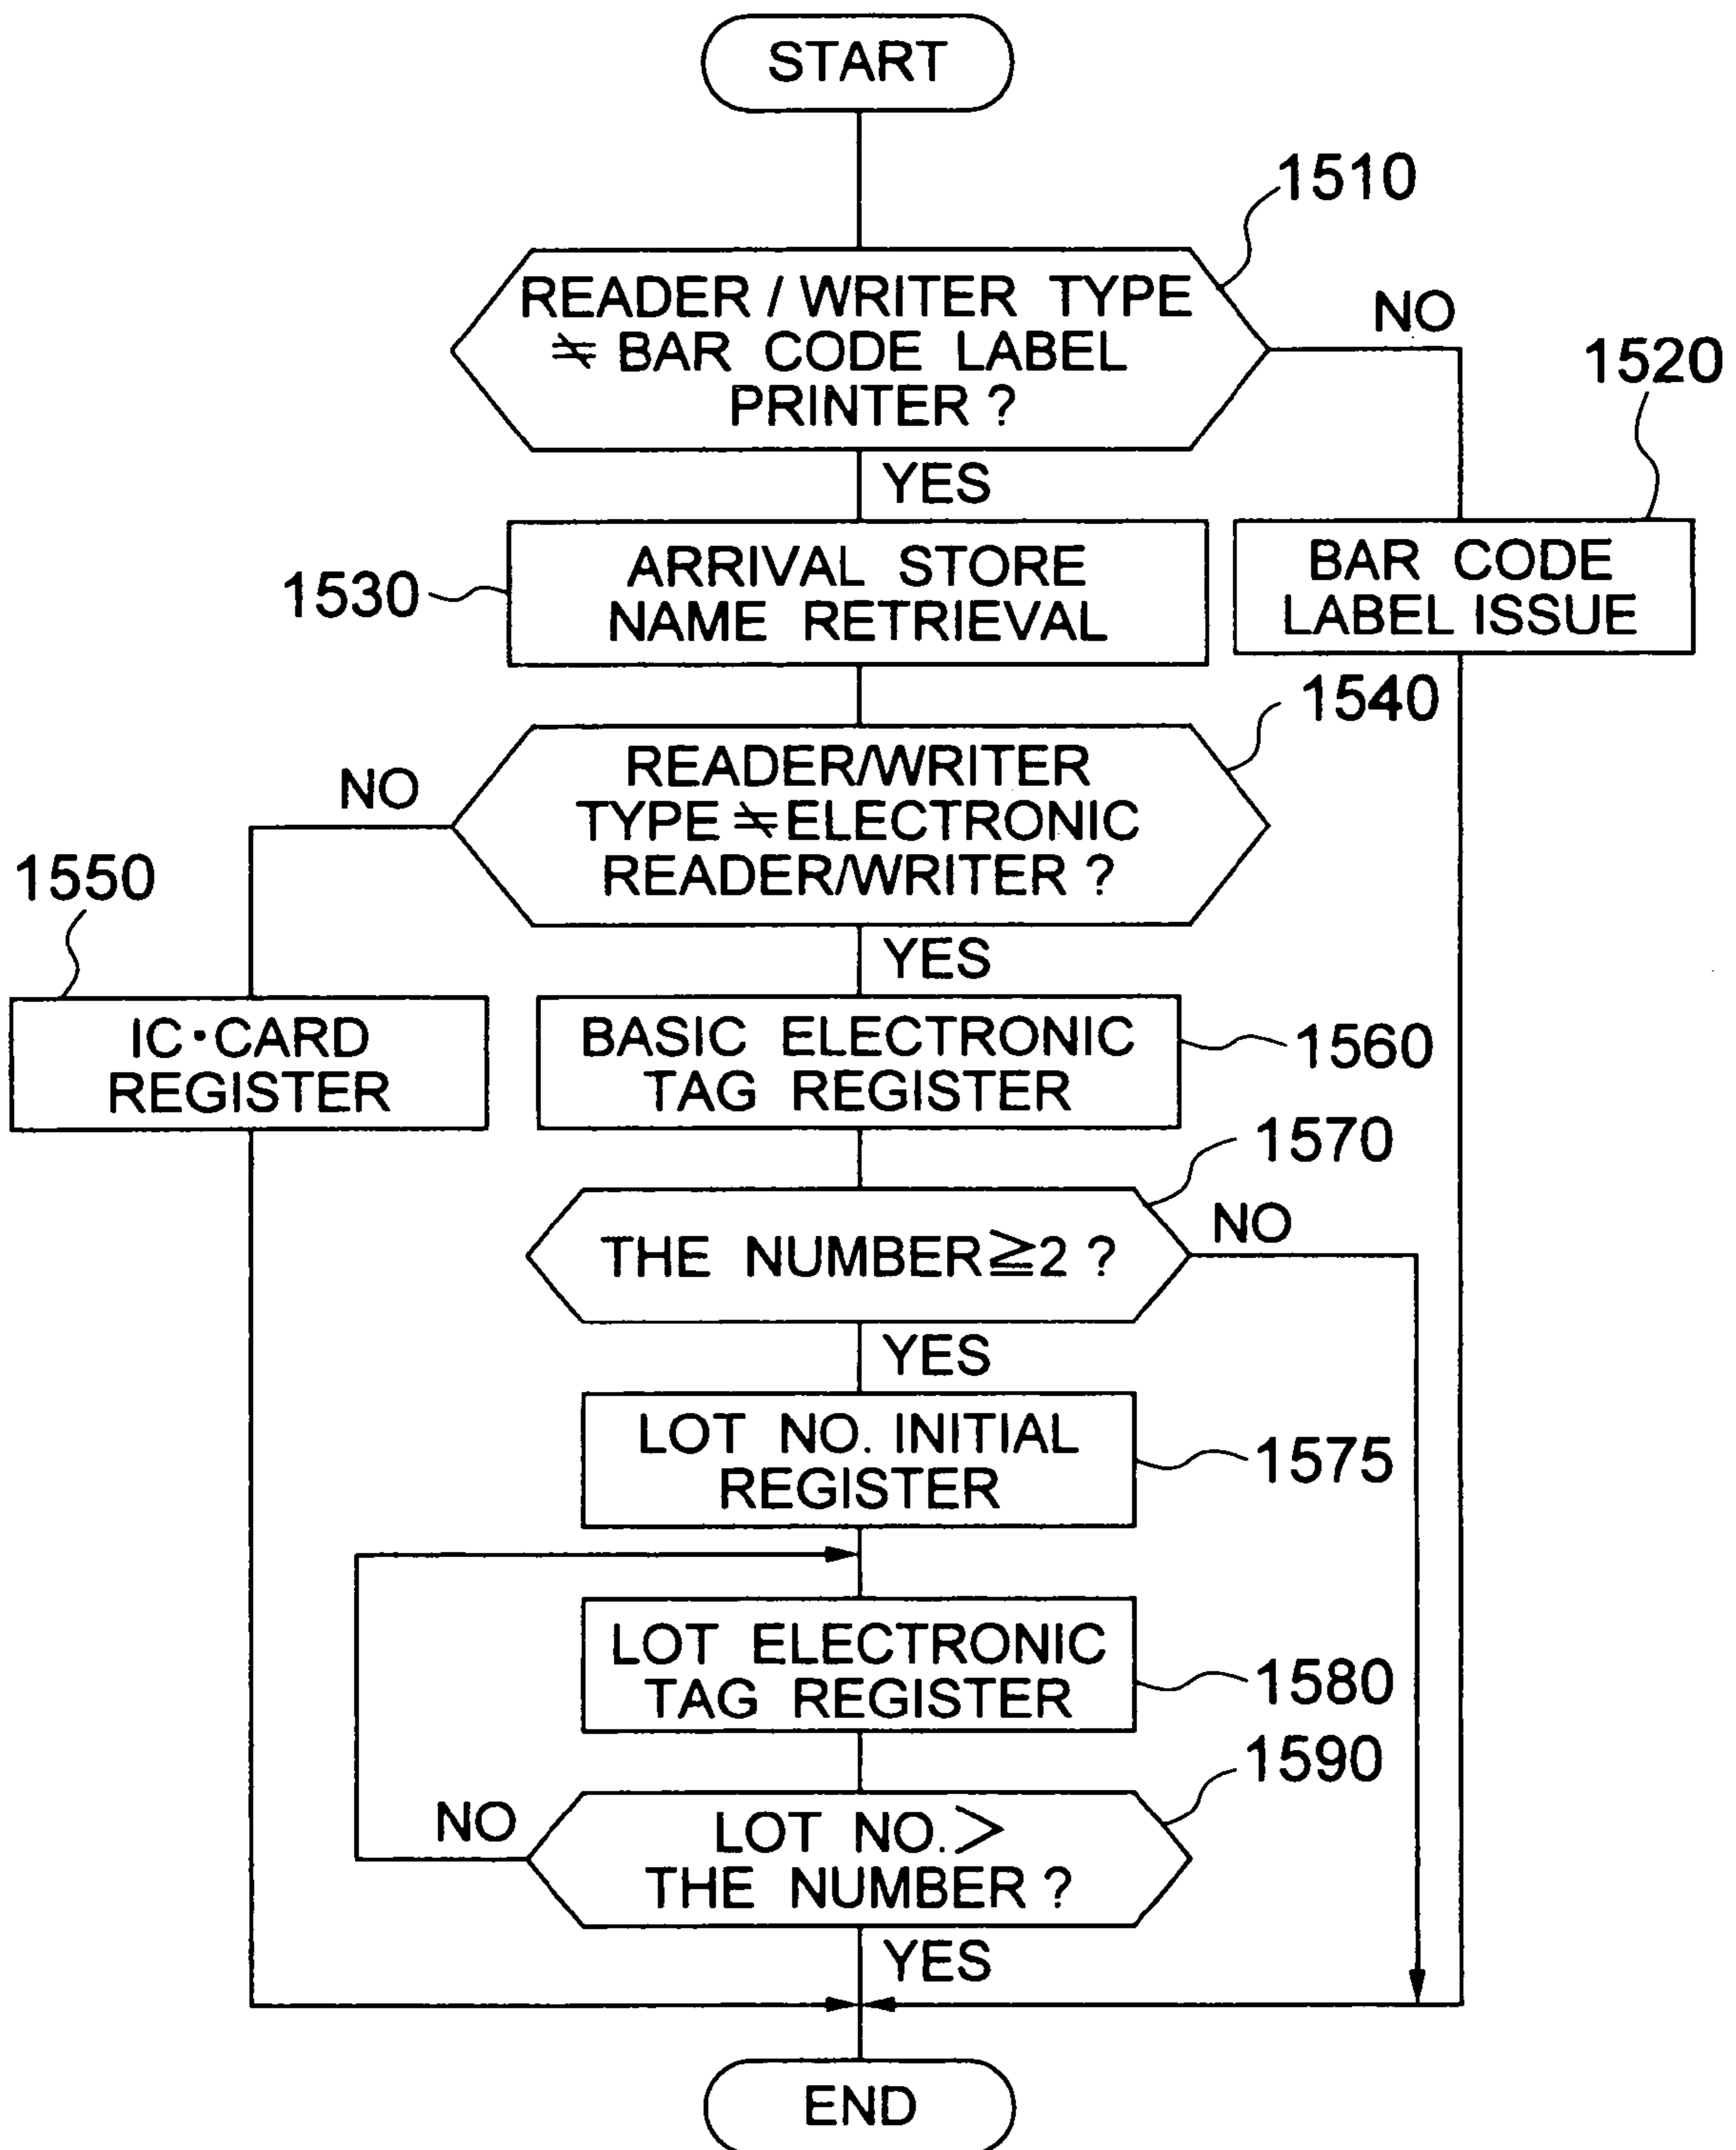 START
1510
READER / WRITER TYPE
≠ BAR CODE LABEL
PRINTER ?
NO
1520
YES
1530
ARRIVAL STORE
NAME RETRIEVAL
BAR CODE
LABEL ISSUE
1540
READER/WRITER
TYPE ≠ ELECTRONIC
READER/WRITER ?
NO
1550
YES
IC・CARD
REGISTER
BASIC ELECTRONIC
TAG REGISTER
1560
1570
THE NUMBER ≧ 2 ?
NO
YES
LOT NO. INITIAL
REGISTER
1575
LOT ELECTRONIC
TAG REGISTER
1580
1590
NO
LOT NO. >
THE NUMBER ?
YES
END